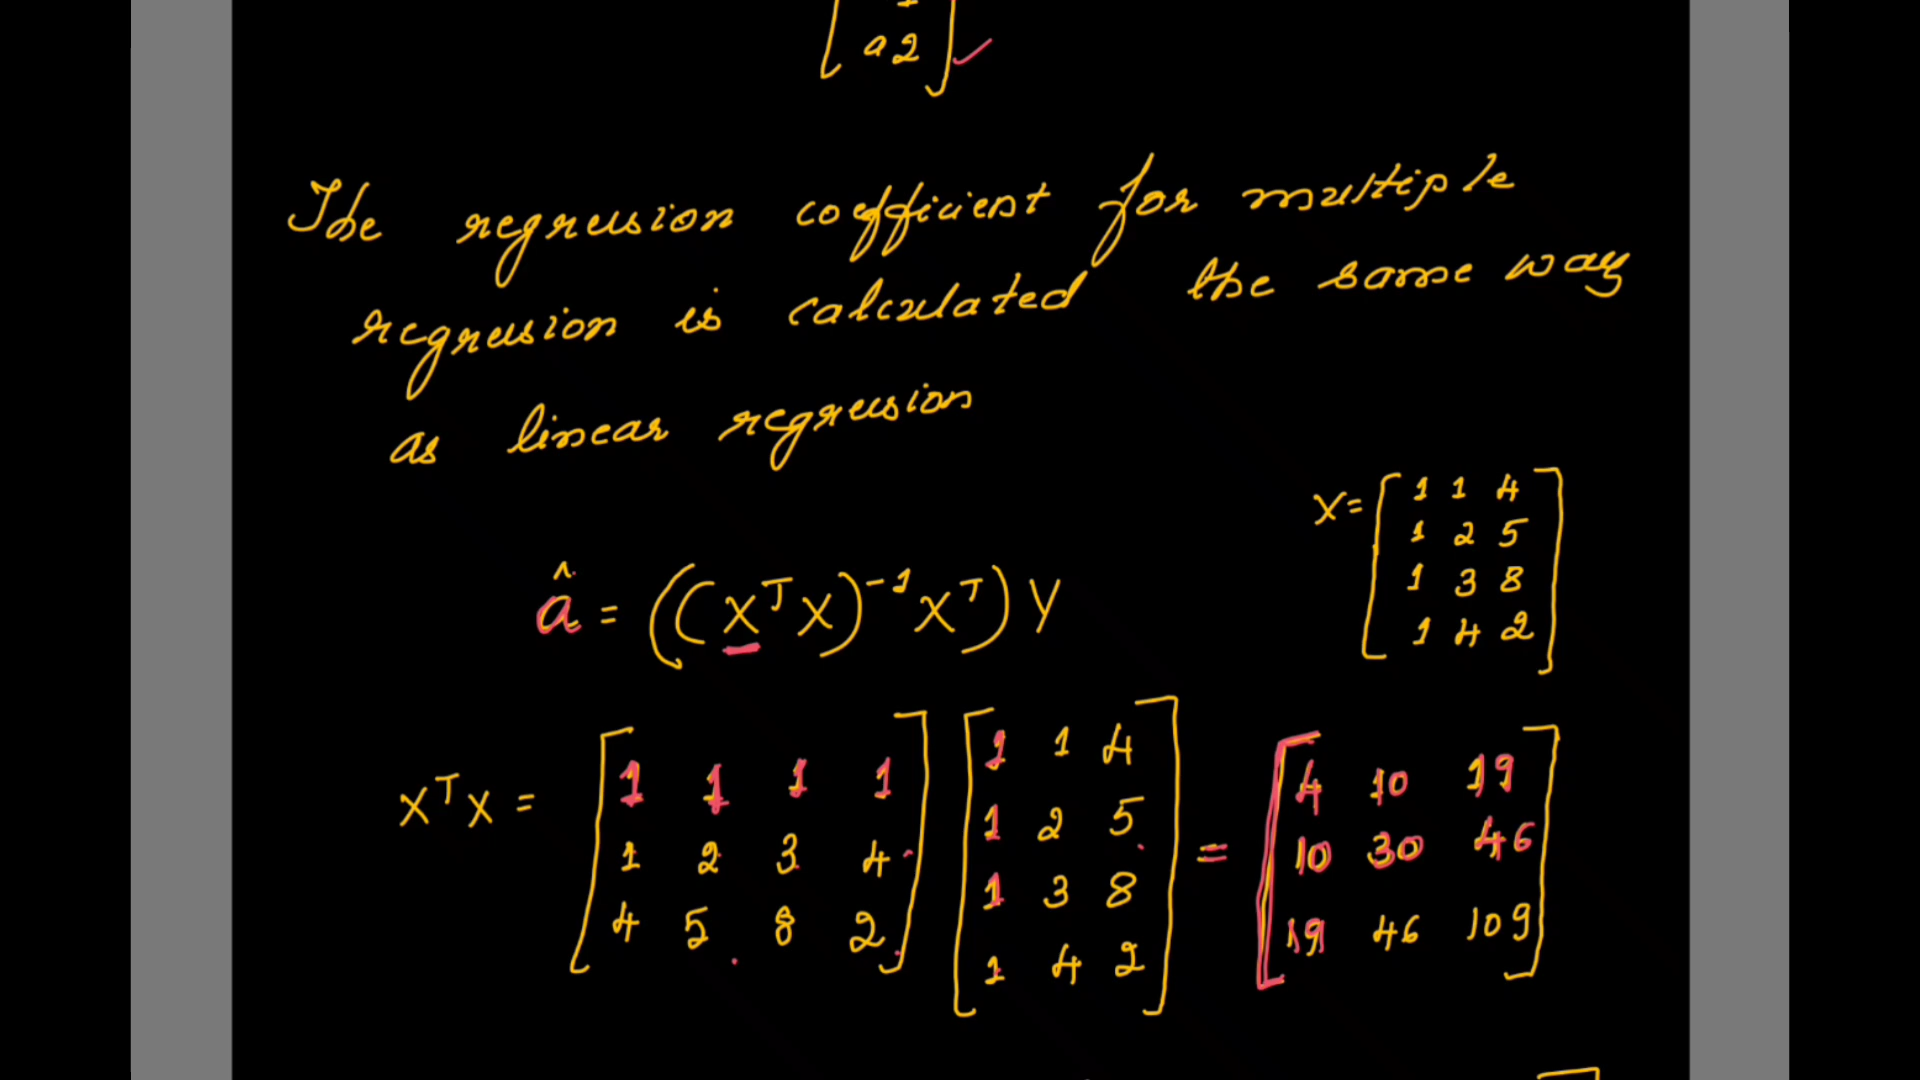 a2
The regression coefficient for multiple
regression is calculated the same way
as linear regression
X = [ 1 1 4
1 2 5
1 3 8
1 4 2 ]
â = ((XᵀX)⁻¹Xᵀ)Y
XᵀX = [ 1 1 1 1
1 2 3 4
4 5 8 2 ] [ 1 1 4
1 2 5
1 3 8
1 4 2 ] = [ 4 10 19
10 30 46
19 46 109 ]